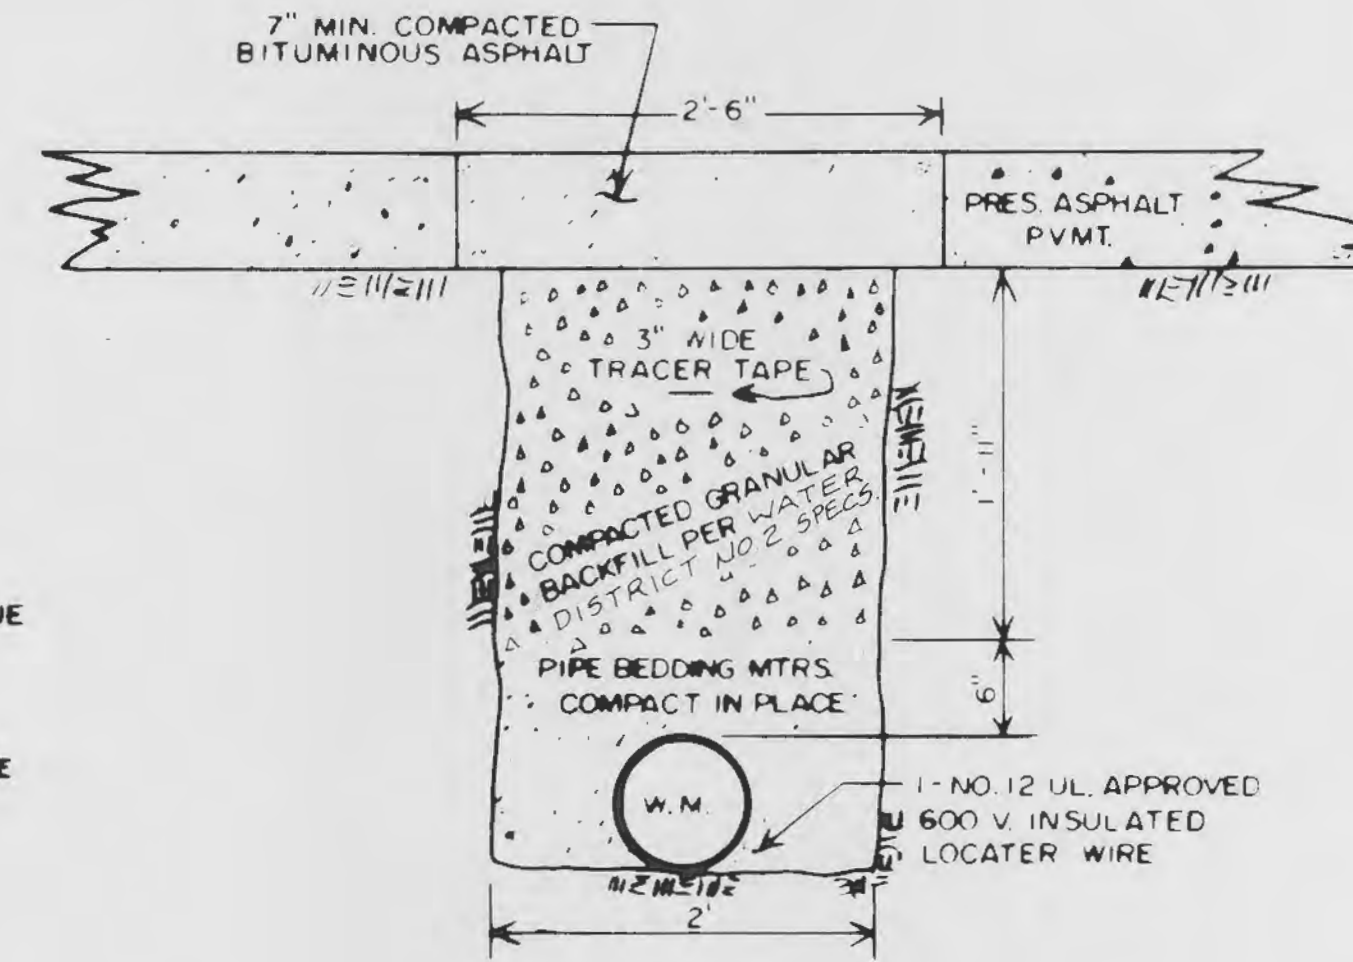 7" MIN. COMPACTED
BITUMINOUS ASPHALT
2'-6"
PRES. ASPHALT
PVMT.
3" WIDE
TRACER TAPE
1'-11"
COMPACTED GRANULAR
BACKFILL PER WATER
DISTRICT NO. 2 SPECS.
PIPE BEDDING MTRS.
COMPACT IN PLACE
6"
W.M.
1-NO. 12 UL. APPROVED
600 V. INSULATED
LOCATER WIRE
2'